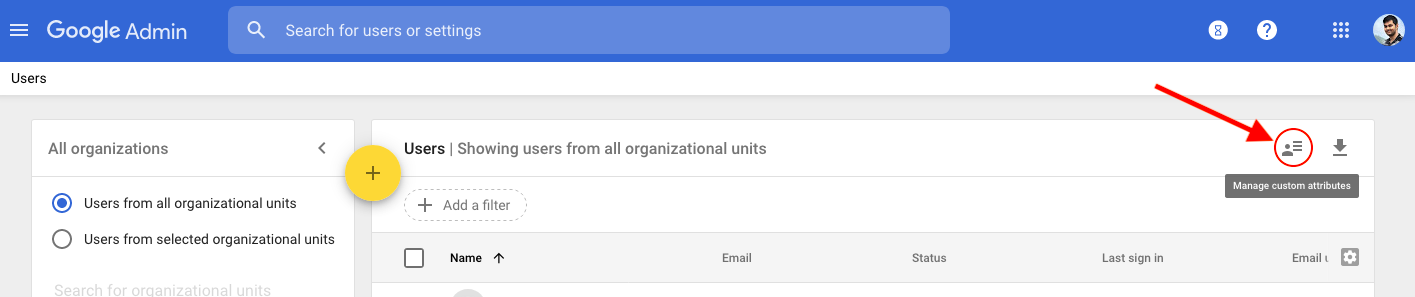 Google Admin
Search for users or settings
Users
All organizations
Users from all organizational units
Users from selected organizational units
Search for organizational units
Users | Showing users from all organizational units
Manage custom attributes
Add a filter
Name Email Status Last sign in Email u